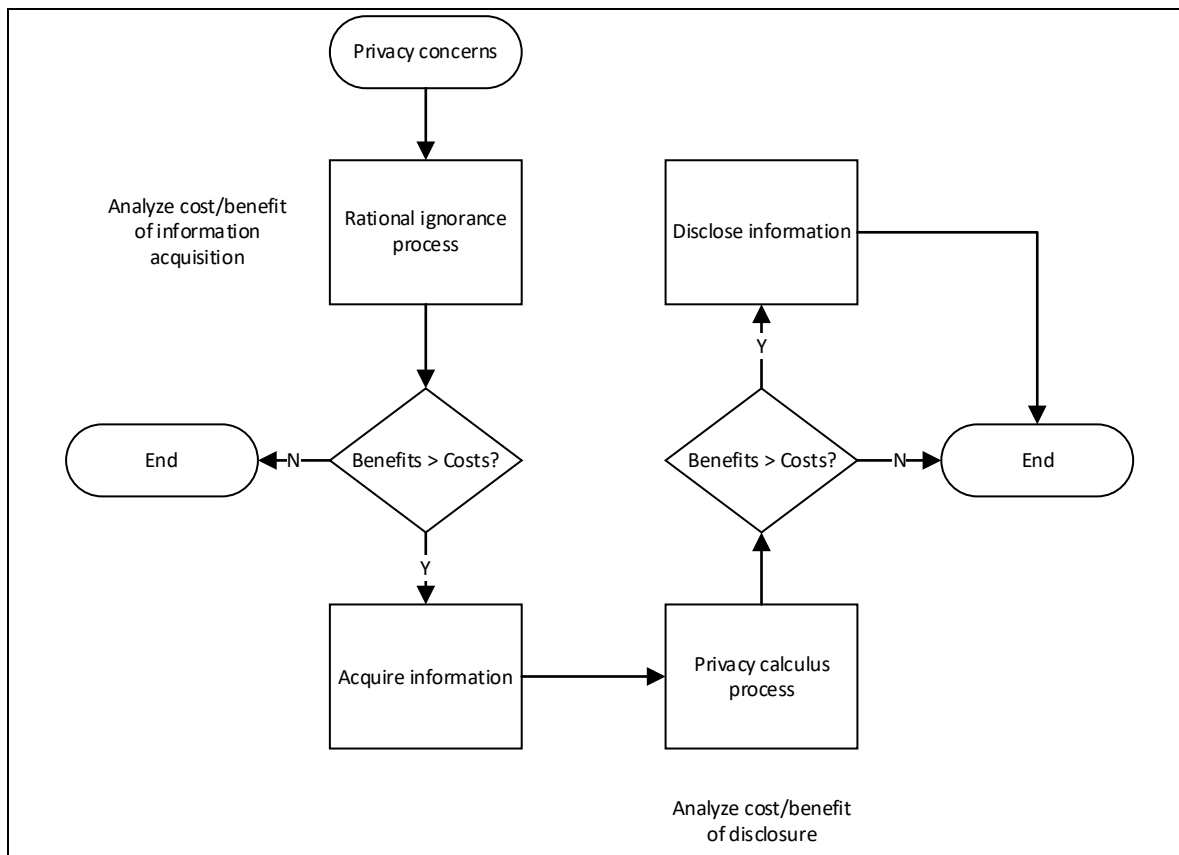 Privacy concerns
Analyze cost/benefit
of information
acquisition
Rational ignorance
process
Benefits > Costs?
N
End
Y
Acquire information
Privacy calculus
process
Analyze cost/benefit
of disclosure
Benefits > Costs?
N
End
Y
Disclose information